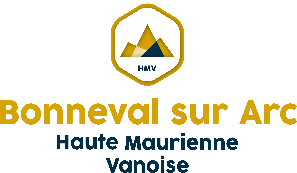 HMV
Bonneval sur Arc
Haute Maurienne
Vanoise